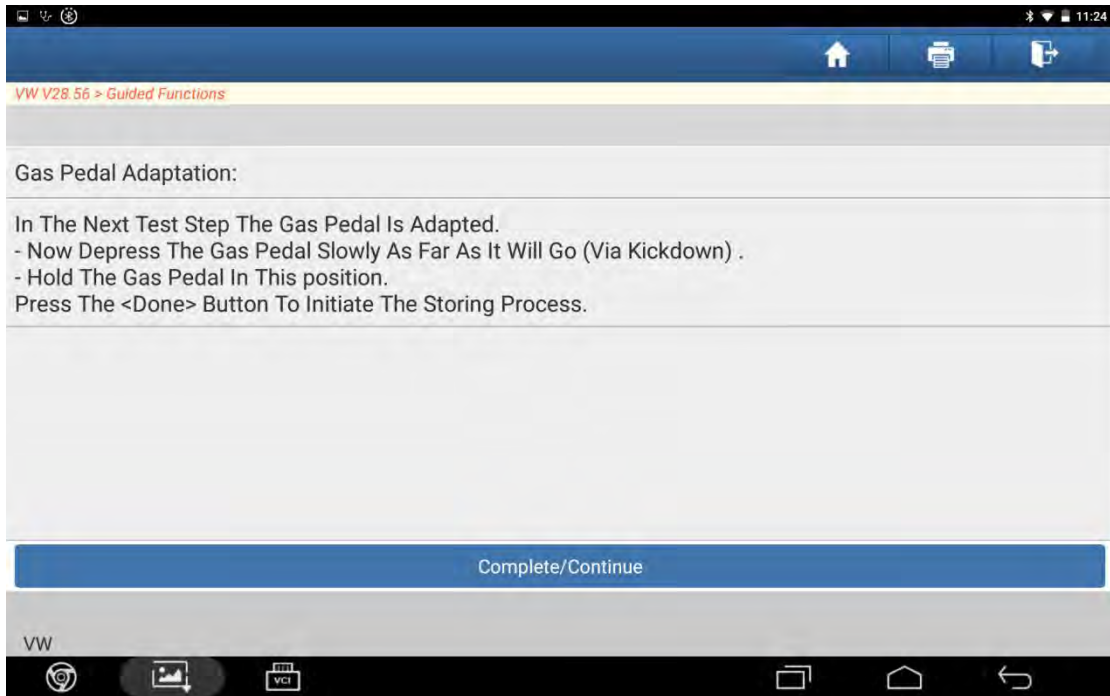 11:24
VW V28.56 > Guided Functions
Gas Pedal Adaptation:
In The Next Test Step The Gas Pedal Is Adapted.
- Now Depress The Gas Pedal Slowly As Far As It Will Go (Via Kickdown) .
- Hold The Gas Pedal In This position.
Press The <Done> Button To Initiate The Storing Process.
Complete/Continue
VW
VCI